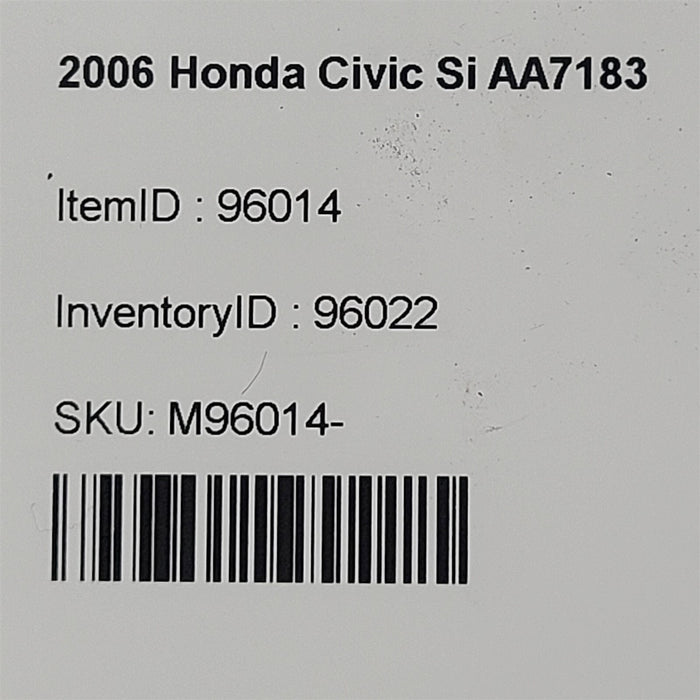 2006 Honda Civic Si AA7183
ItemID : 96014
InventoryID : 96022
SKU: M96014-